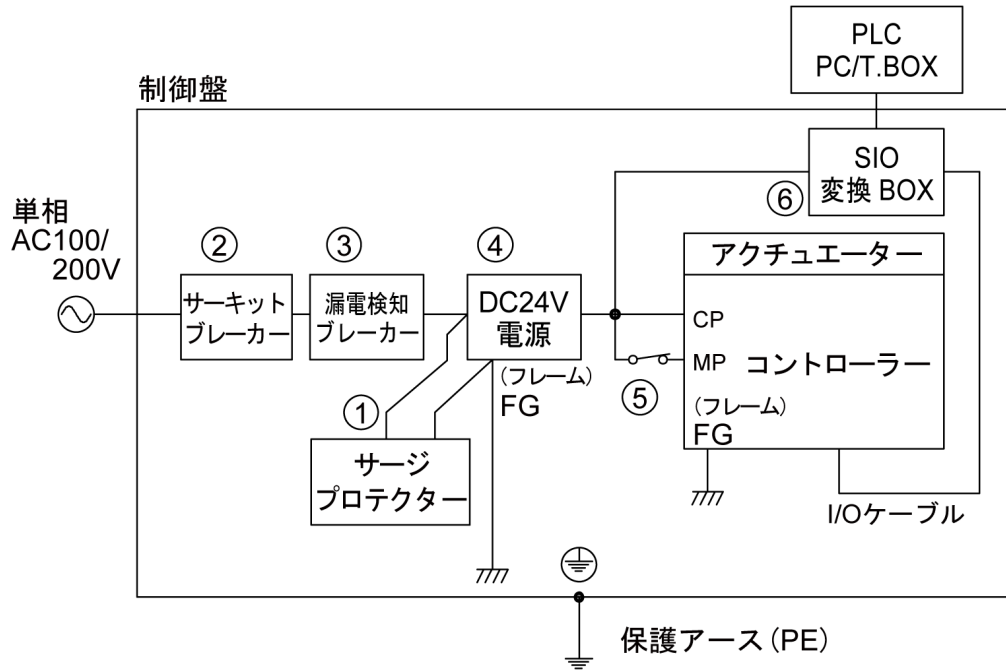 PLC
PC/T.BOX
制御盤
SIO
変換 BOX
⑥
単相
AC100/
200V
②
③
④
アクチュエーター
サーキット
ブレーカー
漏電検知
ブレーカー
DC24V
電源
CP
MP
コントローラー
(フレーム)
FG
⑤
(フレーム)
FG
①
サージ
プロテクター
I/Oケーブル
保護アース(PE)